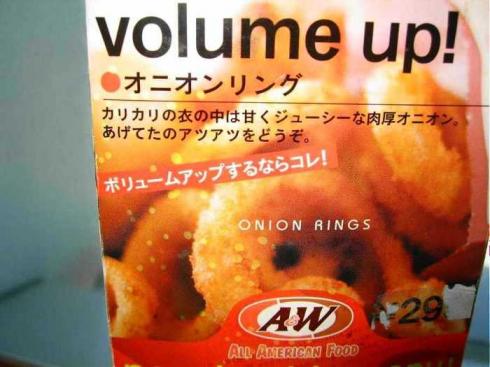 volume up!
●オニオンリング
カリカリの衣の中は甘くジューシーな肉厚オニオン。
あげてたのアツアツをどうぞ。
ボリュームアップするならコレ!
ONION RINGS
A&W
29
ALL AMERICAN FOOD